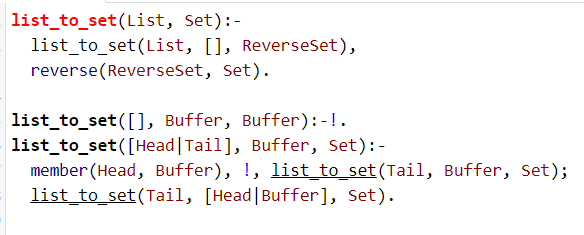 list_to_set(List, Set):-
list_to_set(List, [], ReverseSet),
reverse(ReverseSet, Set).
list_to_set([], Buffer, Buffer):-!.
list_to_set([Head|Tail], Buffer, Set):-
member(Head, Buffer), !, list_to_set(Tail, Buffer, Set);
list_to_set(Tail, [Head|Buffer], Set).